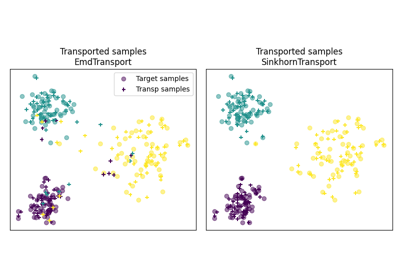 Transported samples
EmdTransport
Target samples
Transp samples
Transported samples
SinkhornTransport